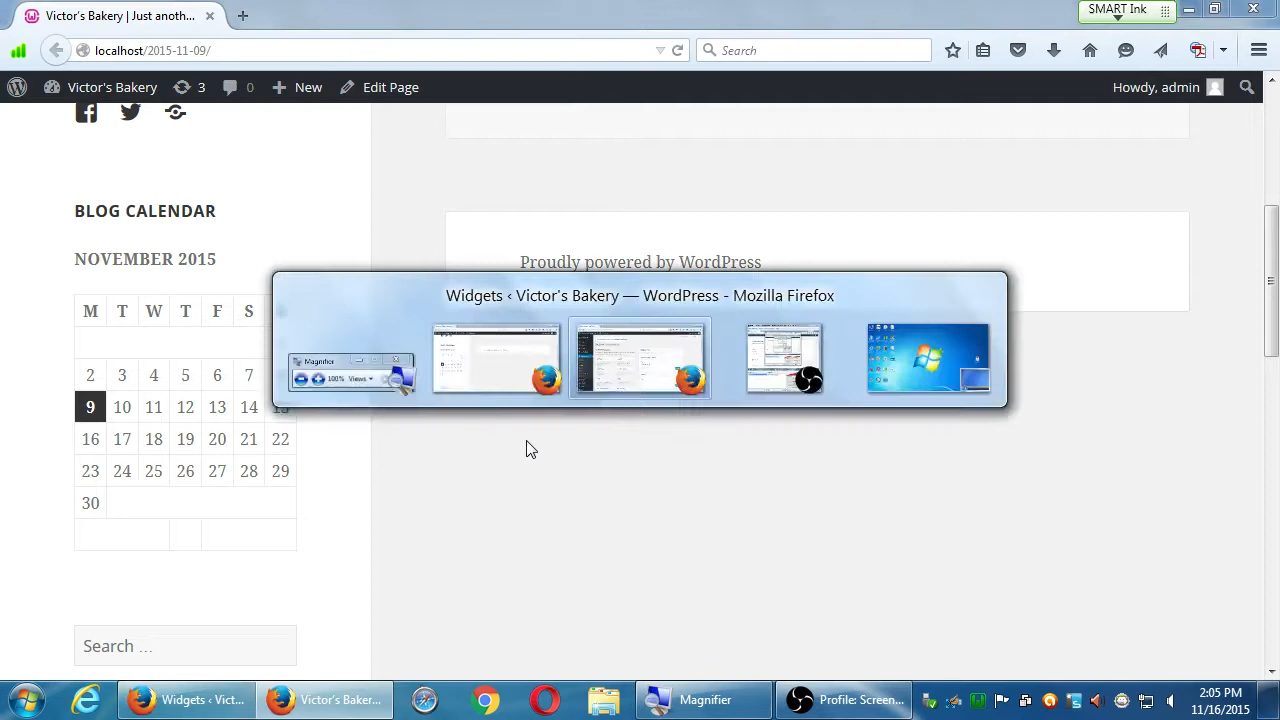 Victor's Bakery | Just anoth...
SMART Ink
localhost/2015-11-09/
Search
Victor's Bakery
3
0
New
Edit Page
Howdy, admin
BLOG CALENDAR
NOVEMBER 2015
M T W T F S
2 3 4 5 6 7
9 10 11 12 13 14 15
16 17 18 19 20 21 22
23 24 25 26 27 28 29
30
Search …
Proudly powered by WordPress
Widgets ‹ Victor's Bakery — WordPress - Mozilla Firefox
Magnifier
100% Views
Widgets ‹ Vict...
Victor's Baker...
Magnifier
Profile: Screen...
2:05 PM
11/16/2015